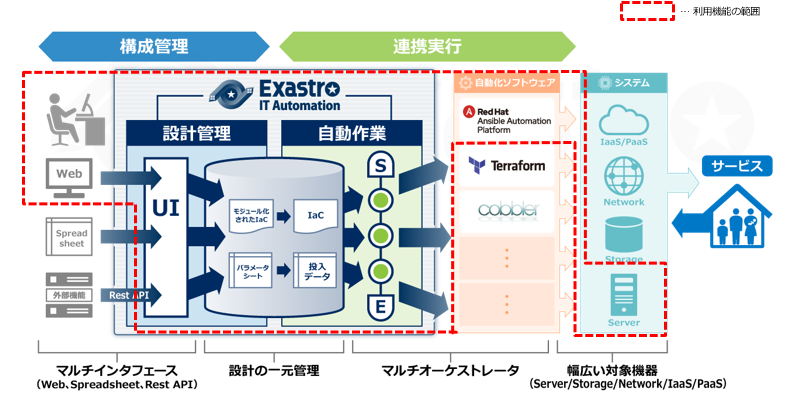 … 利用機能の範囲
構成管理
連携実行
Exastro
IT Automation
自動化ソフトウェア
システム
設計管理
自動作業
Web
Spread
sheet
外部機能
Rest API
UI
モジュール化
されたIaC
IaC
パラメータ
シート
投入
データ
S
E
Red Hat
Ansible Automation
Platform
Terraform
cobbler
IaaS/PaaS
Network
Storage
Server
サービス
マルチインタフェース
(Web、Spreadsheet、Rest API)
設計の一元管理
マルチオーケストレータ
幅広い対象機器
(Server/Storage/Network/IaaS/PaaS)